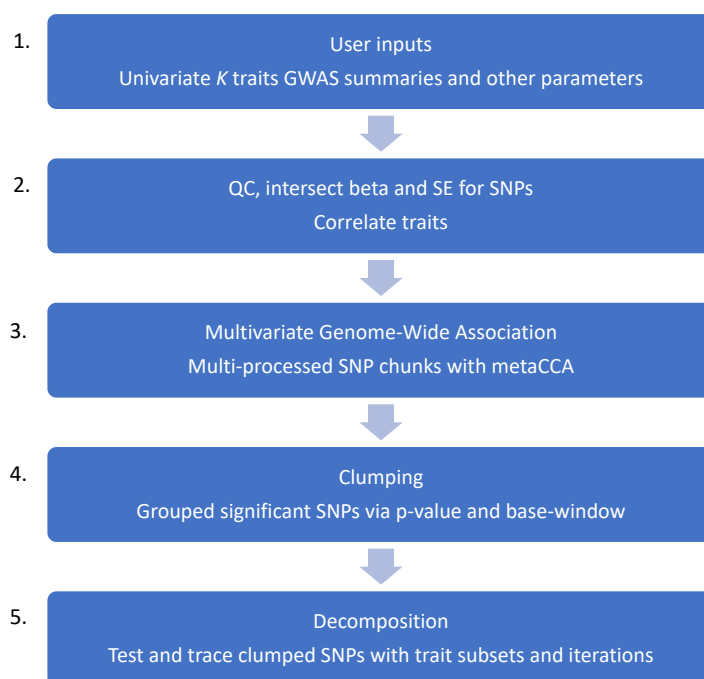 1.
User inputs
Univariate K traits GWAS summaries and other parameters
2.
QC, intersect beta and SE for SNPs
Correlate traits
3.
Multivariate Genome-Wide Association
Multi-processed SNP chunks with metaCCA
4.
Clumping
Grouped significant SNPs via p-value and base-window
5.
Decomposition
Test and trace clumped SNPs with trait subsets and iterations